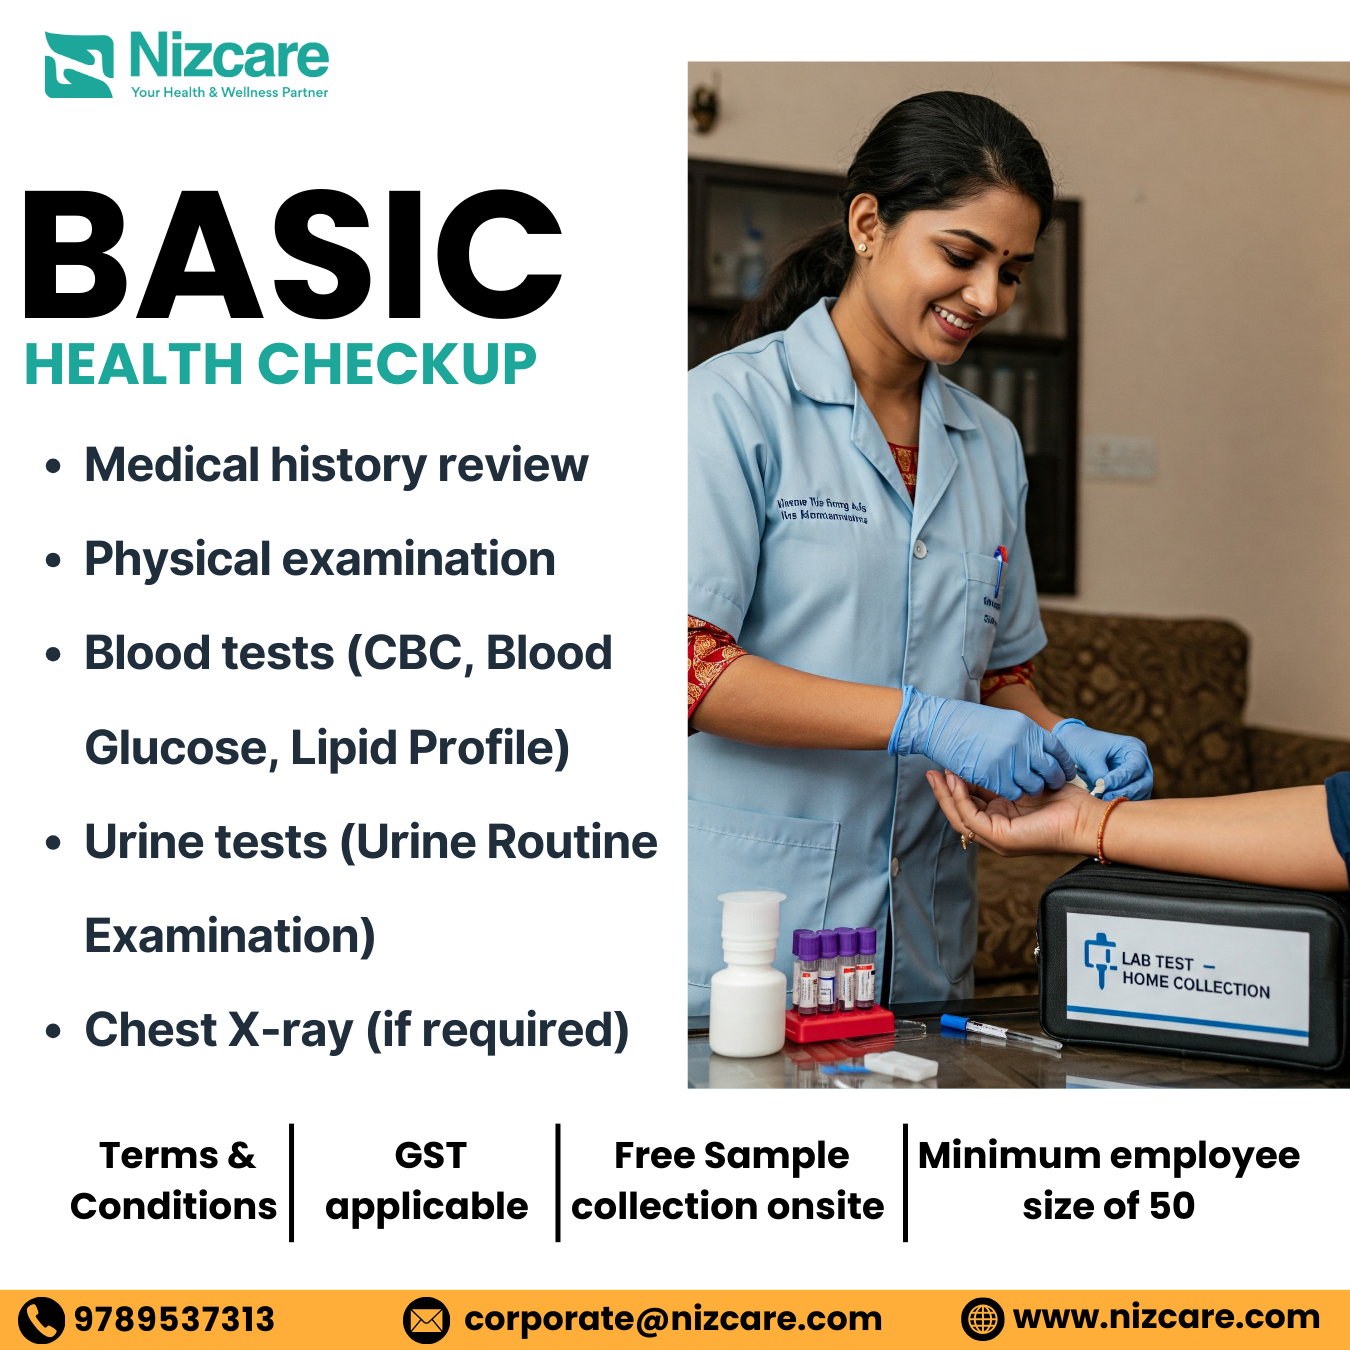 Nizcare
Your Health & Wellness Partner
BASIC
HEALTH CHECKUP
• Medical history review
• Physical examination
• Blood tests (CBC, Blood
Glucose, Lipid Profile)
• Urine tests (Urine Routine
Examination)
• Chest X-ray (if required)
LAB TEST –
HOME COLLECTION
Terms &
Conditions
GST
applicable
Free Sample
collection onsite
Minimum employee
size of 50
9789537313
corporate@nizcare.com
www.nizcare.com